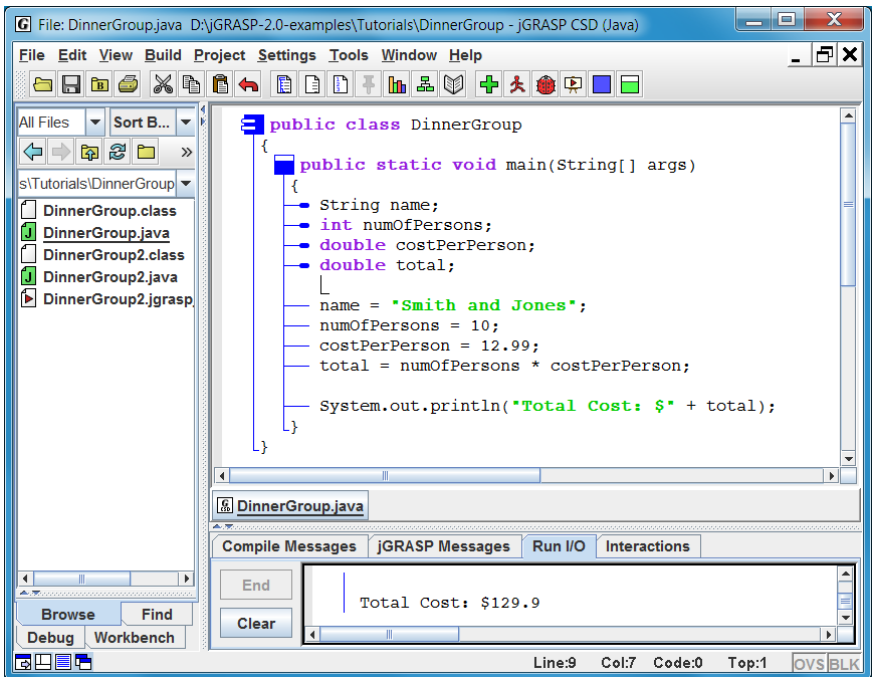 File: DinnerGroup.java D:\jGRASP-2.0-examples\Tutorials\DinnerGroup - jGRASP CSD (Java)
File Edit View Build Project Settings Tools Window Help
All Files Sort B...
»
s\Tutorials\DinnerGroup
DinnerGroup.class
DinnerGroup.java
DinnerGroup2.class
DinnerGroup2.java
DinnerGroup2.jgrasp
Browse Find
Debug Workbench
public class DinnerGroup
{
public static void main(String[] args)
{
String name;
int numOfPersons;
double costPerPerson;
double total;
name = "Smith and Jones";
numOfPersons = 10;
costPerPerson = 12.99;
total = numOfPersons * costPerPerson;
System.out.println("Total Cost: $" + total);
}
}
DinnerGroup.java
Compile Messages jGRASP Messages Run I/O Interactions
End
Clear
Total Cost: $129.9
Line:9 Col:7 Code:0 Top:1 OVS BLK